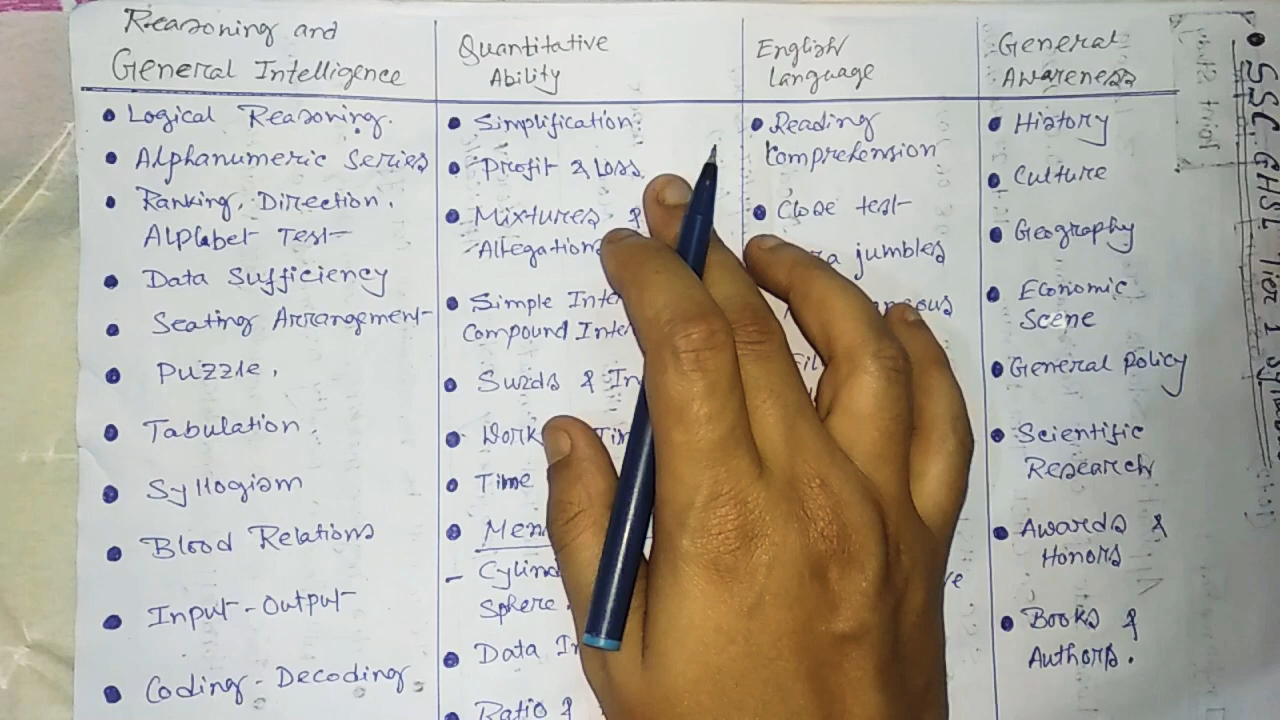 Reasoning and
General Intelligence
• Logical Reasoning.
• Alphanumeric Series
• Ranking, Direction,
Alphabet Test
• Data Sufficiency
• Seating Arrangement
• Puzzle,
• Tabulation,
• Syllogism
• Blood Relations
• Input-Output
• Coding-Decoding
Quantitative
Ability
• Simplification
• Profit & Loss
• Mixtures &
Allegations
• Simple
Compound
• Surds &
• Work
• Time
•
- 
Sphere
• Data
• Ratio &
English
Language
• Reading
Comprehension
• Close test
jumbles
General
Awareness
• History
• Culture
• Geography
• Economic
Scene
• General Policy
• Scientific
Research
• Awards &
Honors
• Books &
Authors.
• SSC CHSL Tier I